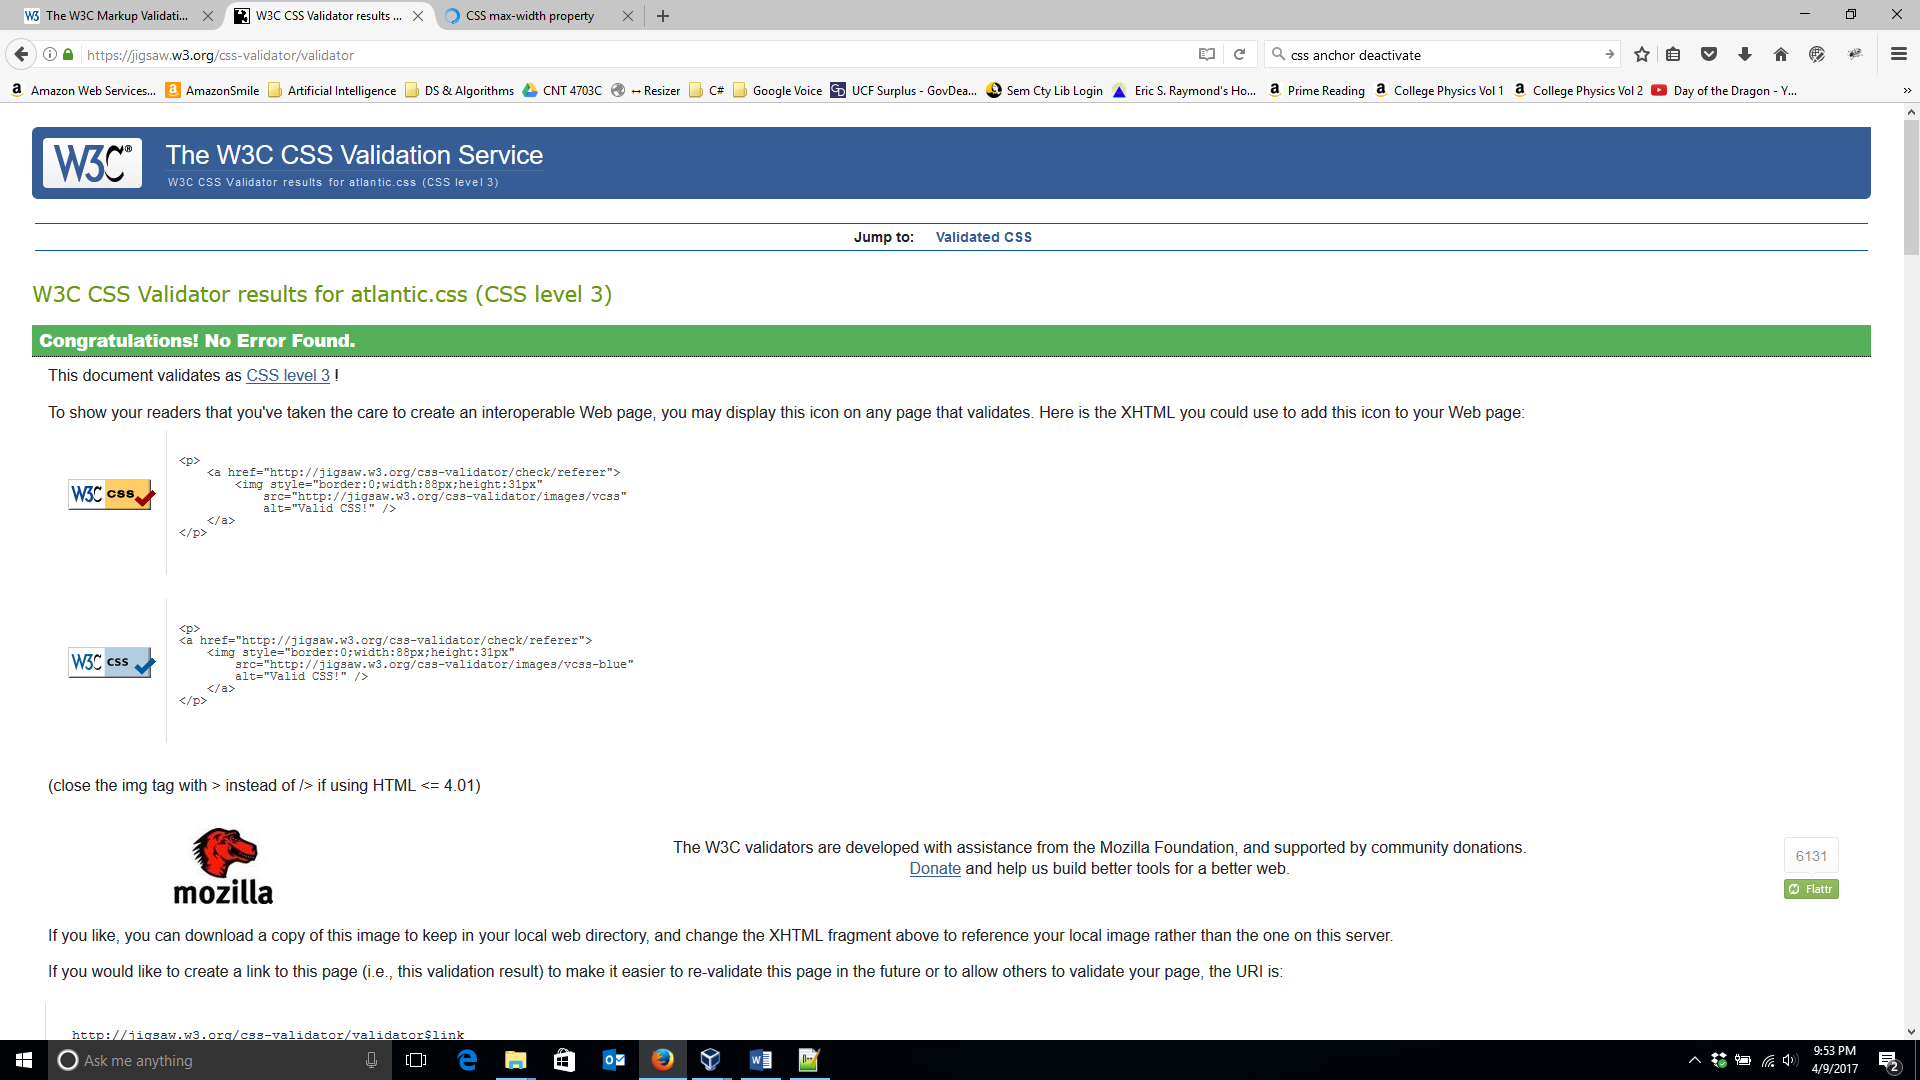 The W3C Markup Validati...
W3C CSS Validator results ...
CSS max-width property
https://jigsaw.w3.org/css-validator/validator
css anchor deactivate
Amazon Web Services...
AmazonSmile
Artificial Intelligence
DS & Algorithms
CNT 4703C
↔ Resizer
C#
Google Voice
UCF Surplus - GovDea...
Sem Cty Lib Login
Eric S. Raymond's Ho...
Prime Reading
College Physics Vol 1
College Physics Vol 2
Day of the Dragon - Y...
W3C®
The W3C CSS Validation Service
W3C CSS Validator results for atlantic.css (CSS level 3)
Jump to: Validated CSS
W3C CSS Validator results for atlantic.css (CSS level 3)
Congratulations! No Error Found.
This document validates as CSS level 3 !
To show your readers that you've taken the care to create an interoperable Web page, you may display this icon on any page that validates. Here is the XHTML you could use to add this icon to your Web page:
W3C css
<p>
<a href="http://jigsaw.w3.org/css-validator/check/referer">
<img style="border:0;width:88px;height:31px"
src="http://jigsaw.w3.org/css-validator/images/vcss"
alt="Valid CSS!" />
</a>
</p>
W3C css
<p>
<a href="http://jigsaw.w3.org/css-validator/check/referer">
<img style="border:0;width:88px;height:31px"
src="http://jigsaw.w3.org/css-validator/images/vcss-blue"
alt="Valid CSS!" />
</a>
</p>
(close the img tag with > instead of /> if using HTML <= 4.01)
mozilla
The W3C validators are developed with assistance from the Mozilla Foundation, and supported by community donations.
Donate and help us build better tools for a better web.
6131
Flattr
If you like, you can download a copy of this image to keep in your local web directory, and change the XHTML fragment above to reference your local image rather than the one on this server.
If you would like to create a link to this page (i.e., this validation result) to make it easier to re-validate this page in the future or to allow others to validate your page, the URI is:
http://jigsaw.w3.org/css-validator/validator$link
Ask me anything
9:53 PM
4/9/2017
2